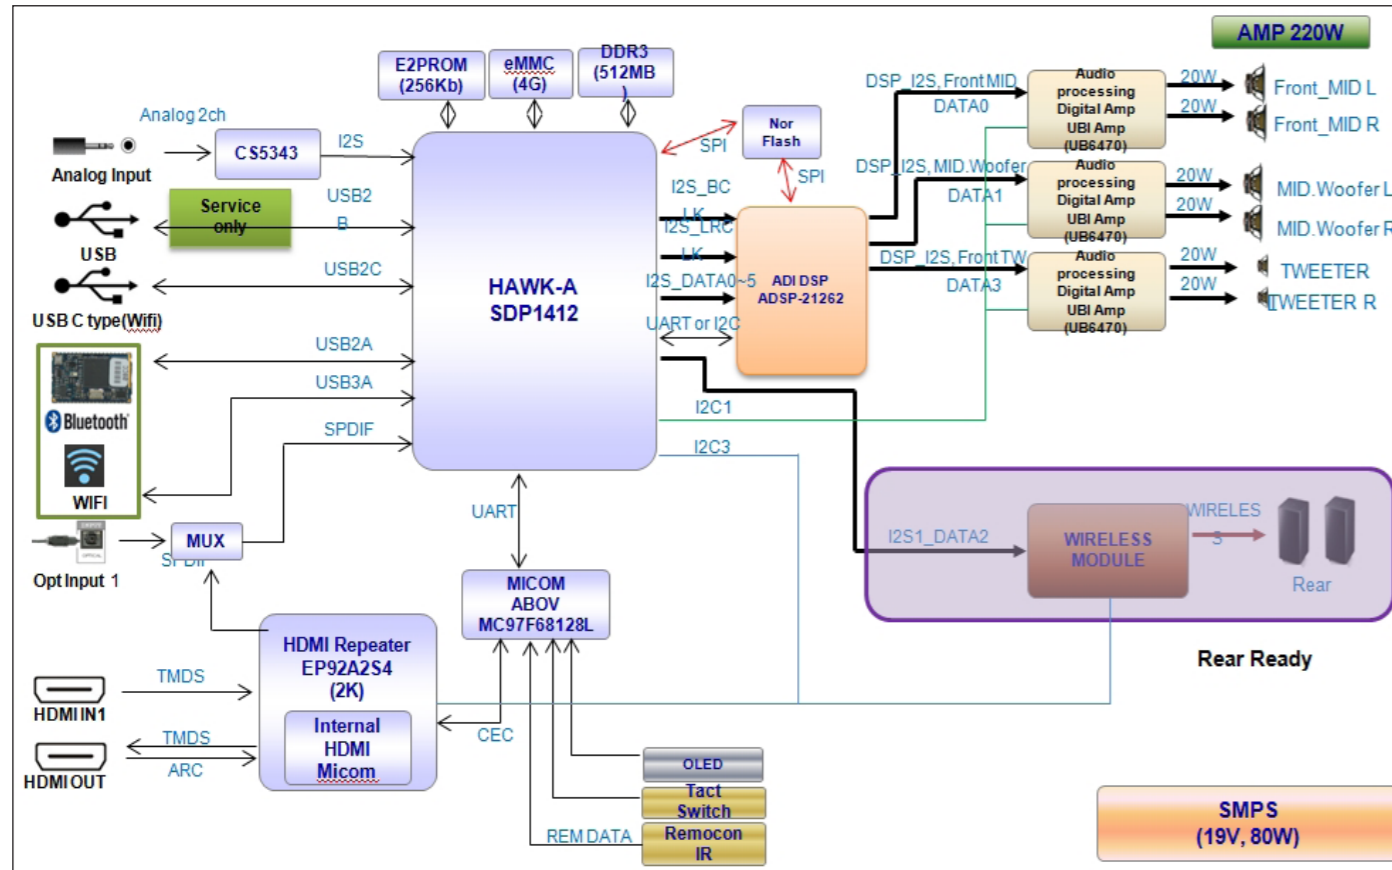 AMP 220W
E2PROM
(256Kb)
eMMC
(4G)
DDR3
(512MB
)
Analog 2ch
CS5343
I2S
Analog Input
Service
only
USB2
B
USB
USB2C
USB C type(Wifi)
USB2A
USB3A
Bluetooth
WIFI
SPDIF
MUX
SPDIF
Opt Input 1
HAWK-A
SDP1412
SPI
Nor
Flash
SPI
I2S_BC
LK
I2S_LRC
LK
I2S_DATA0~5
UART or I2C
ADI DSP
ADSP-21262
I2C1
I2C3
DSP_I2S, Front MID
DATA0
DSP_I2S, MID.Woofer
DATA1
DSP_I2S, Front TW
DATA3
Audio
processing
Digital Amp
UBI Amp
(UB6470)
Audio
processing
Digital Amp
UBI Amp
(UB6470)
Audio
processing
Digital Amp
UBI Amp
(UB6470)
20W
20W
20W
20W
20W
20W
Front_MID L
Front_MID R
MID.Woofer L
MID.Woofer R
TWEETER
TWEETER R
I2S1_DATA2
WIRELESS
MODULE
WIRELES
S
Rear
Rear Ready
UART
MICOM
ABOV
MC97F68128L
HDMI Repeater
EP92A2S4
(2K)
Internal
HDMI
Micom
TMDS
HDMI IN1
TMDS
ARC
HDMI OUT
CEC
OLED
Tact
Switch
REM DATA
Remocon
IR
SMPS
(19V, 80W)